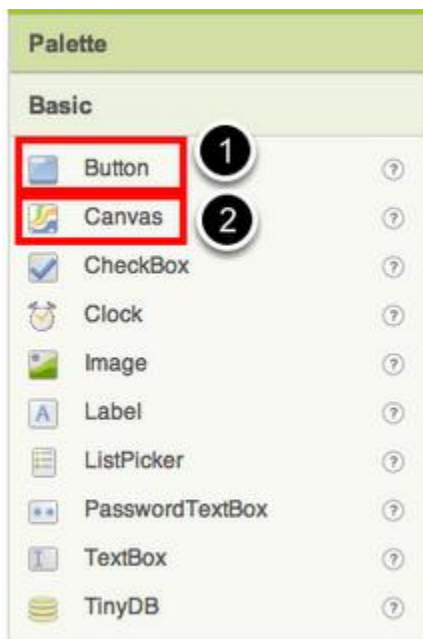 Palette
Basic
Button
1
?
Canvas
2
?
CheckBox
?
Clock
?
Image
?
A
Label
?
ListPicker
?
PasswordTextBox
?
TextBox
?
TinyDB
?